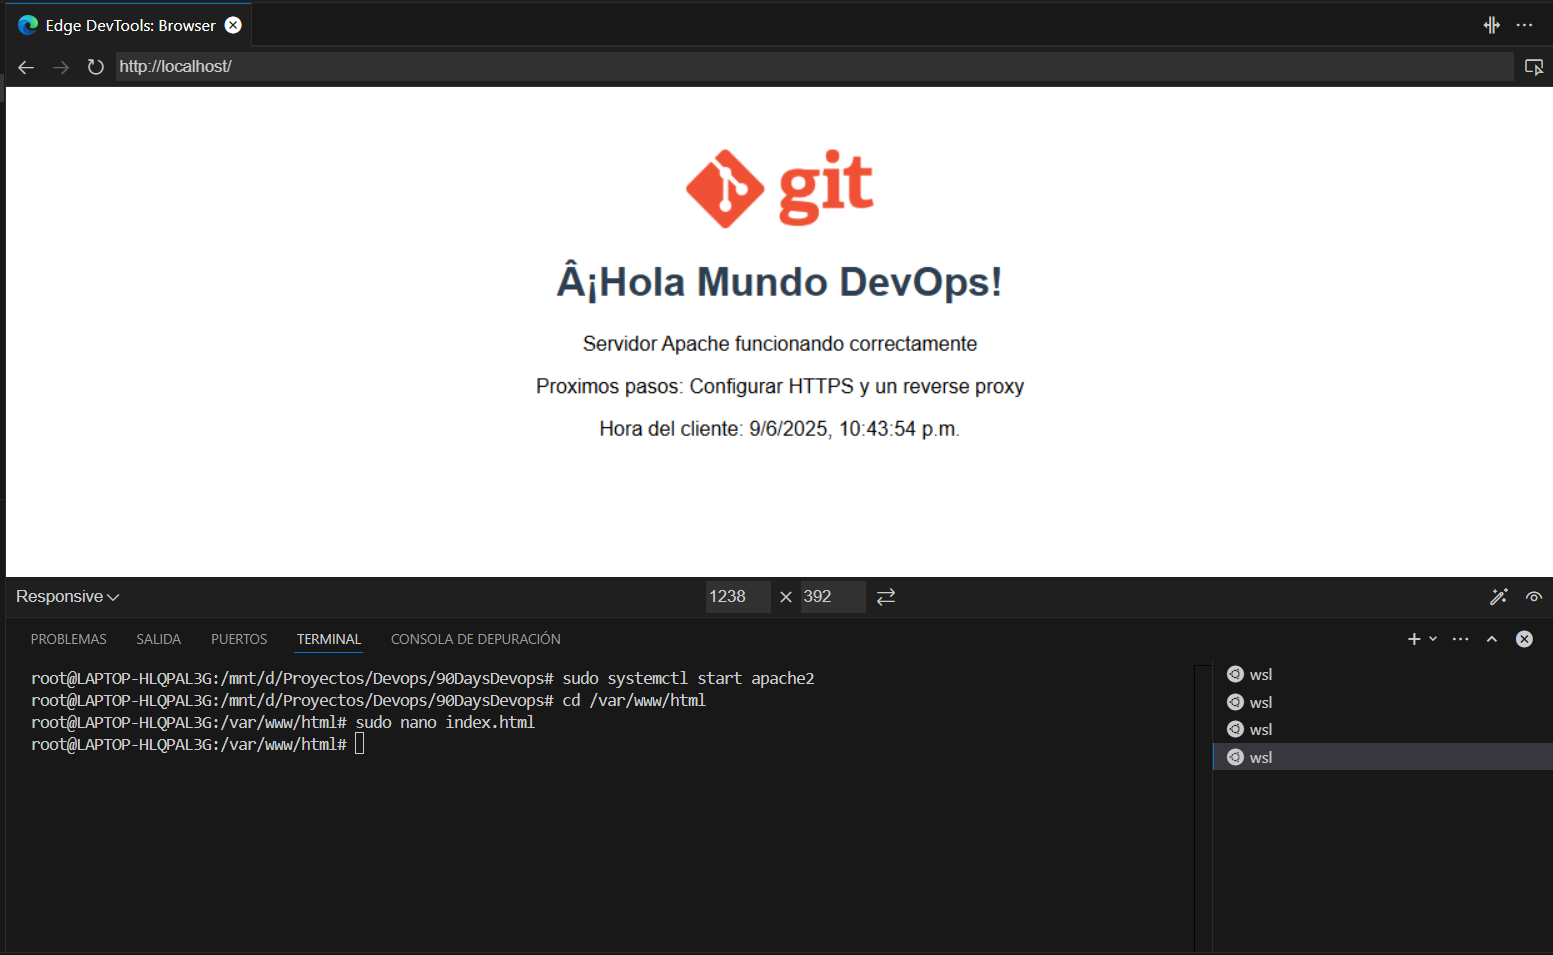 Edge DevTools: Browser
http://localhost/
git
Â¡Hola Mundo DevOps!
Servidor Apache funcionando correctamente
Proximos pasos: Configurar HTTPS y un reverse proxy
Hora del cliente: 9/6/2025, 10:43:54 p.m.
Responsive 1238 × 392
PROBLEMAS SALIDA PUERTOS TERMINAL CONSOLA DE DEPURACIÓN
root@LAPTOP-HLQPAL3G:/mnt/d/Proyectos/Devops/90DaysDevops# sudo systemctl start apache2
root@LAPTOP-HLQPAL3G:/mnt/d/Proyectos/Devops/90DaysDevops# cd /var/www/html
root@LAPTOP-HLQPAL3G:/var/www/html# sudo nano index.html
root@LAPTOP-HLQPAL3G:/var/www/html#
wsl
wsl
wsl
wsl